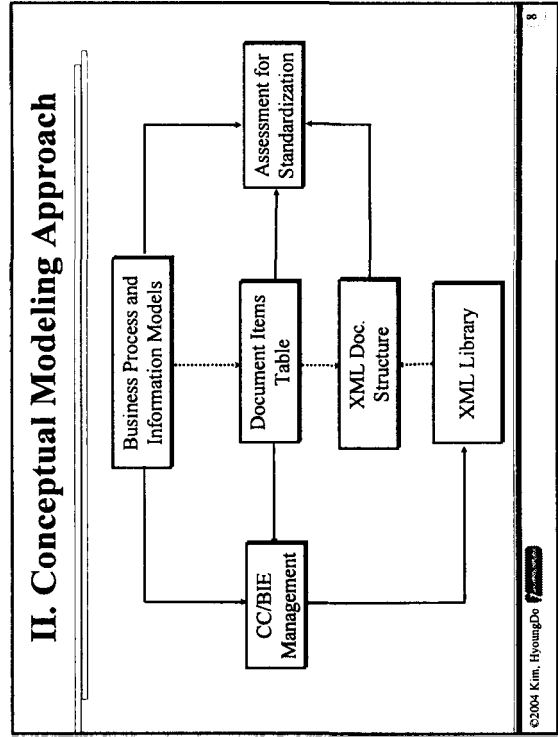 II. Conceptual Modeling Approach
Business Process and
Information Models
CC/BIE
Management
Document Items
Table
Assessment for
Standardization
XML Doc.
Structure
XML Library
©2004 Kim, HyoungDo
8